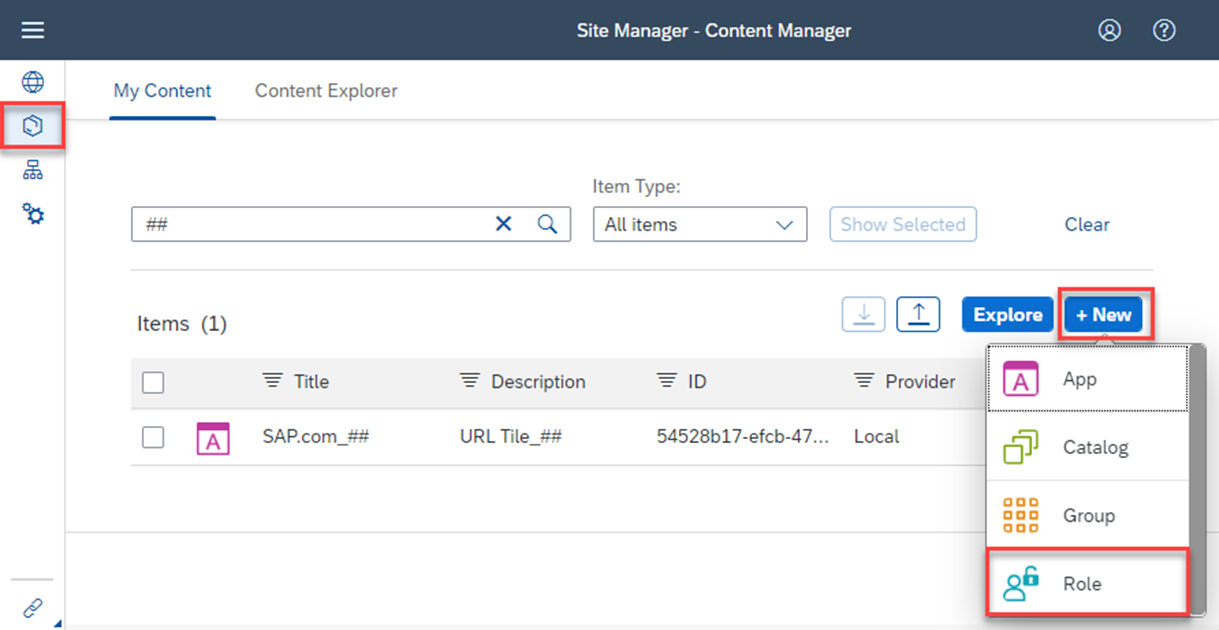 Site Manager - Content Manager
My Content
Content Explorer
Item Type:
##
All items
Show Selected
Clear
Items (1)
Explore
+ New
Title
Description
ID
Provider
SAP.com_##
URL Tile_##
54528b17-efcb-47...
Local
App
Catalog
Group
Role